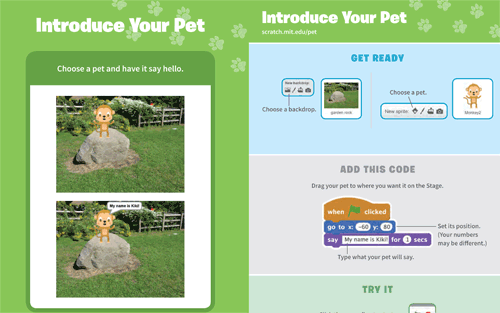 Introduce Your Pet
Choose a pet and have it say hello.
My name is Kiki!
Introduce Your Pet
scratch.mit.edu/pet
GET READY
New backdrop:
Choose a backdrop.
garden-rock
Choose a pet.
New sprite:
Monkey2
ADD THIS CODE
Drag your pet to where you want it on the Stage.
when clicked
go to x: -60 y: 80
say My name is Kiki! for 1 secs
Set its position.
(Your numbers
may be different.)
Type what your pet will say.
TRY IT